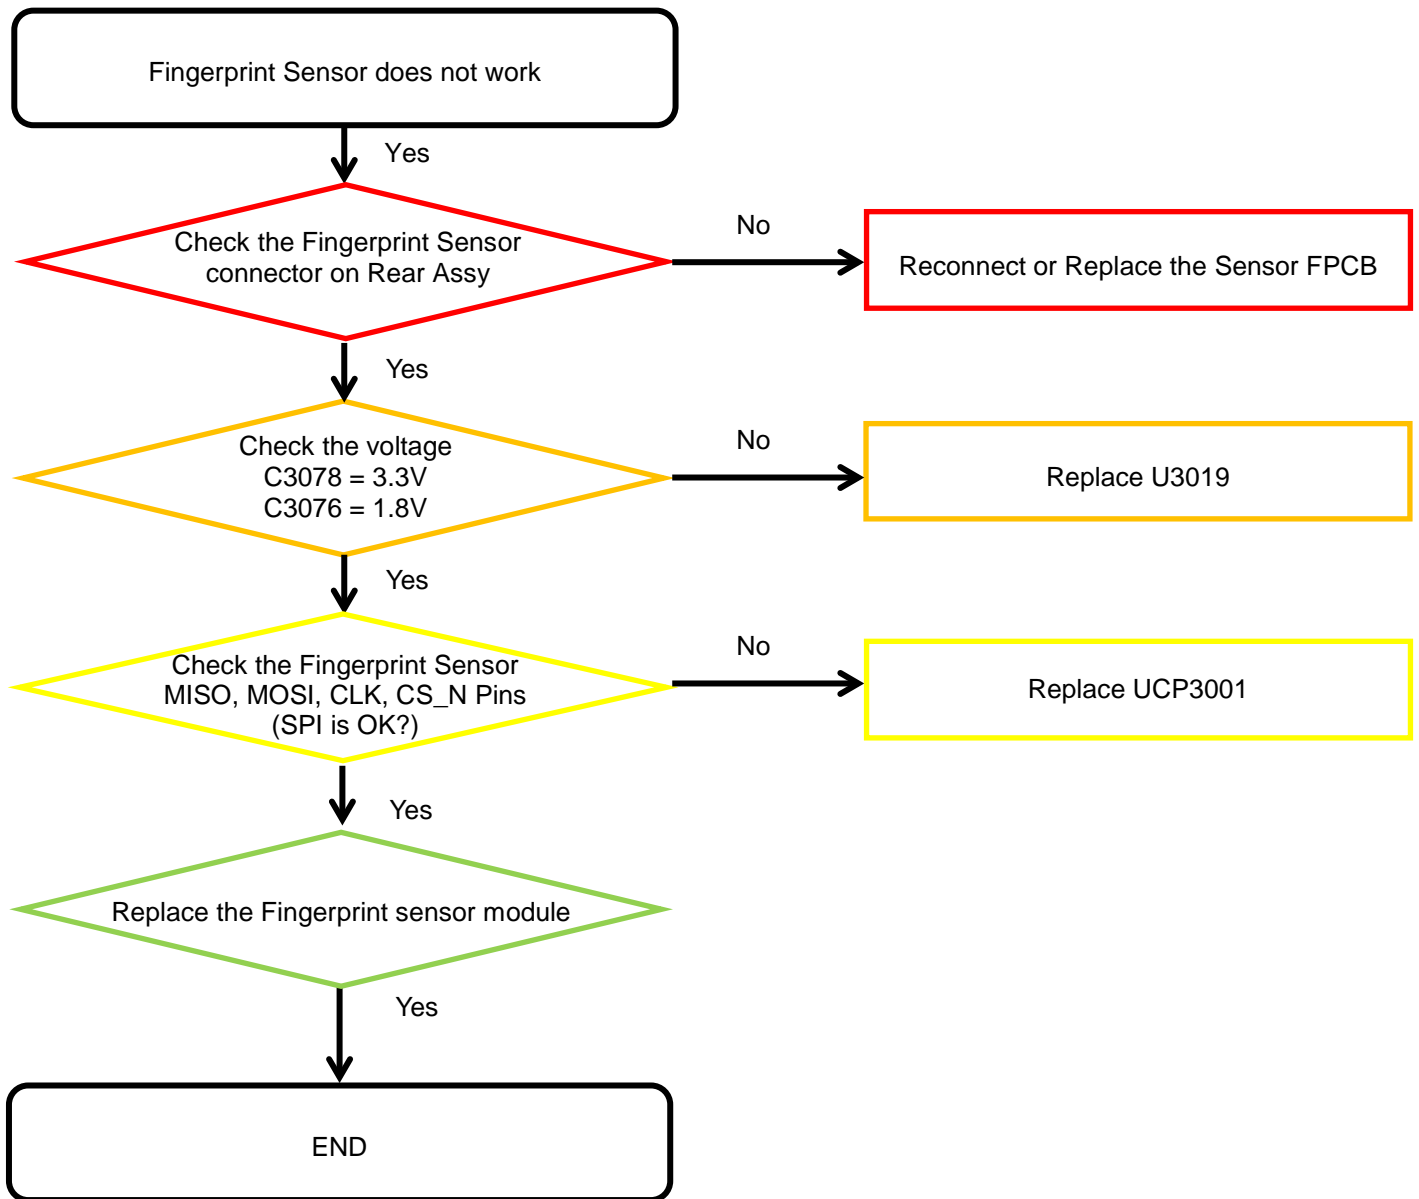 Fingerprint Sensor does not work
Yes
Check the Fingerprint Sensor
connector on Rear Assy
No
Reconnect or Replace the Sensor FPCB
Yes
Check the voltage
C3078 = 3.3V
C3076 = 1.8V
No
Replace U3019
Yes
Check the Fingerprint Sensor
MISO, MOSI, CLK, CS_N Pins
(SPI is OK?)
No
Replace UCP3001
Yes
Replace the Fingerprint sensor module
Yes
END